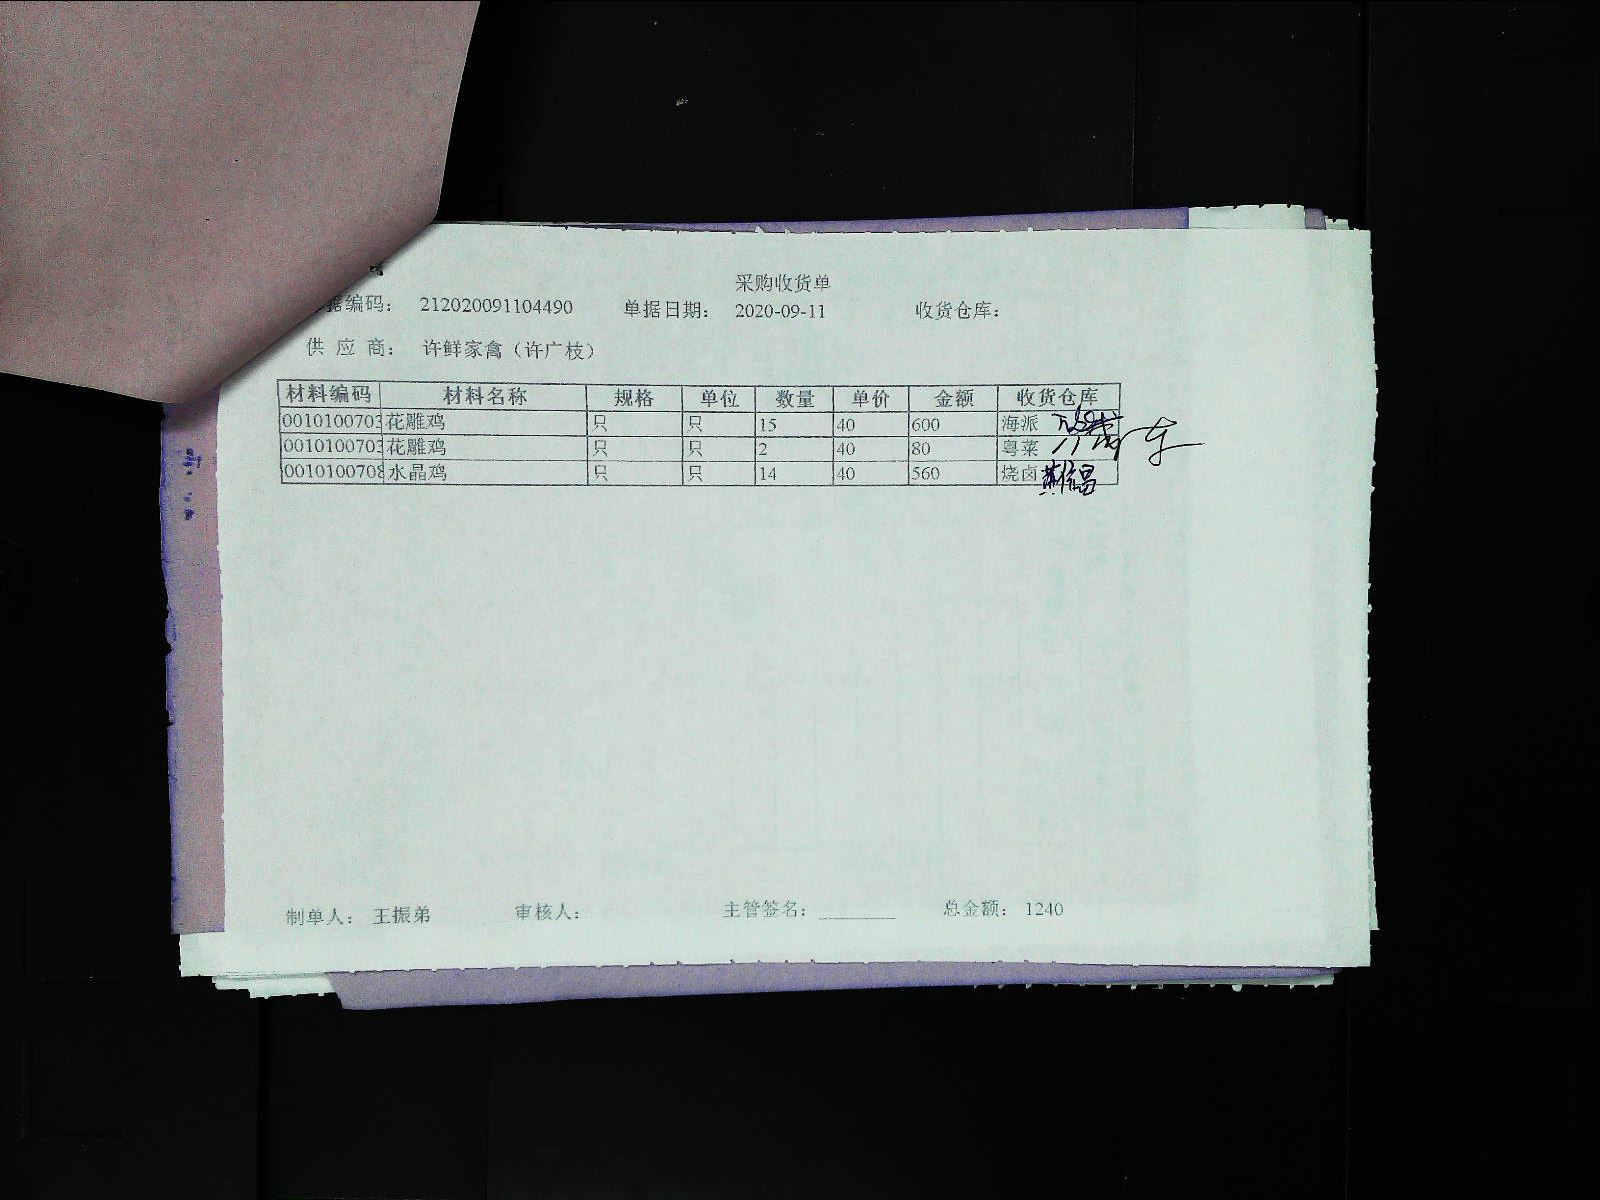 采购收货单
据编码： 212020091104490 单据日期： 2020-09-11 收货仓库：
供 应 商： 许鲜家禽（许广枝）
材料编码 材料名称 规格 单位 数量 单价 金额 收货仓库
0010100703 花雕鸡 只 只 15 40 600 海派
0010100703 花雕鸡 只 只 2 40 80 粤菜
0010100708 水晶鸡 只 只 14 40 560 烧卤
制单人： 王振弟 审核人： 主管签名： ________ 总金额： 1240